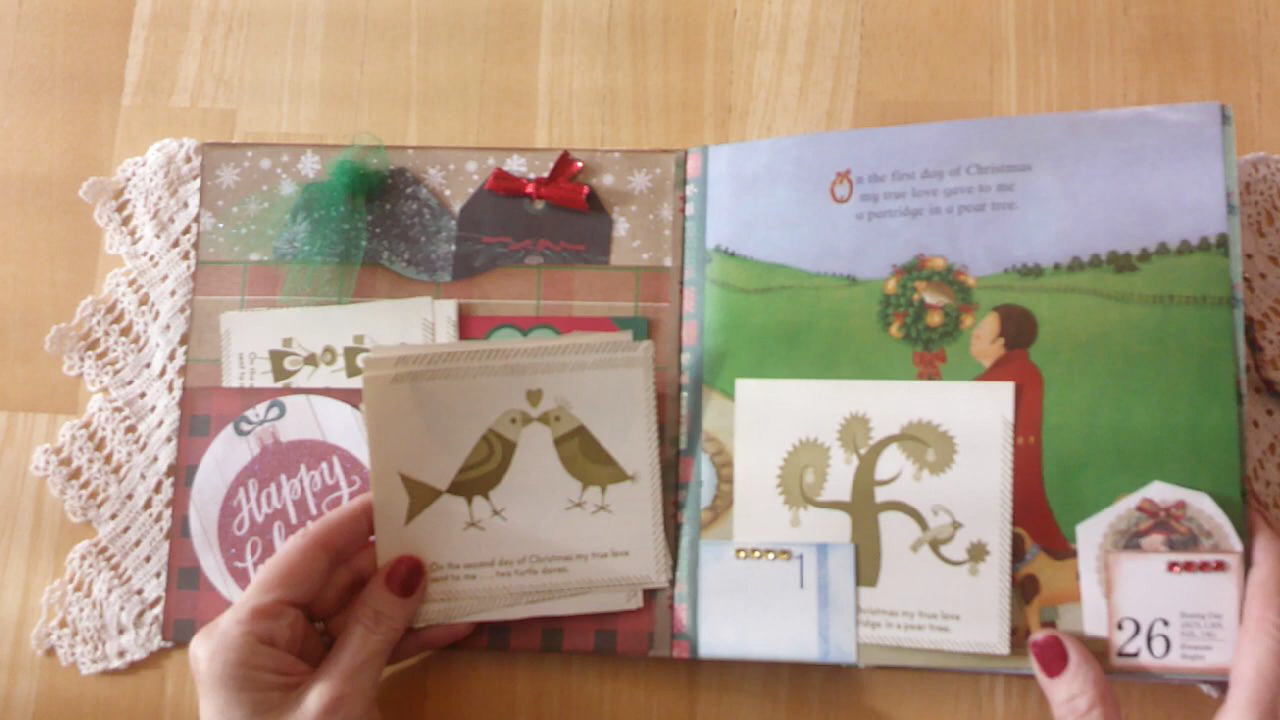 On the first day of Christmas
my true love gave to me
a partridge in a pear tree.
Happy
On the second day of Christmas my true love
sent to me . . . two turtle doves.
1
Christmas my true love
in a pear tree.
26